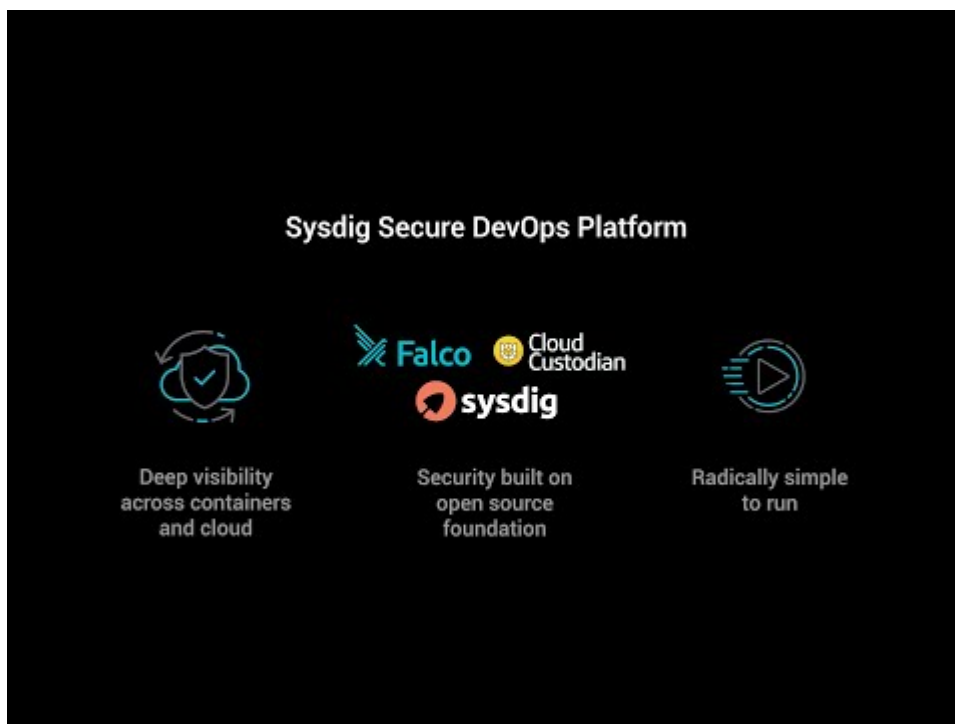 Sysdig Secure DevOps Platform
Falco
Cloud
Custodian
sysdig
Deep visibility
across containers
and cloud
Security built on
open source
foundation
Radically simple
to run